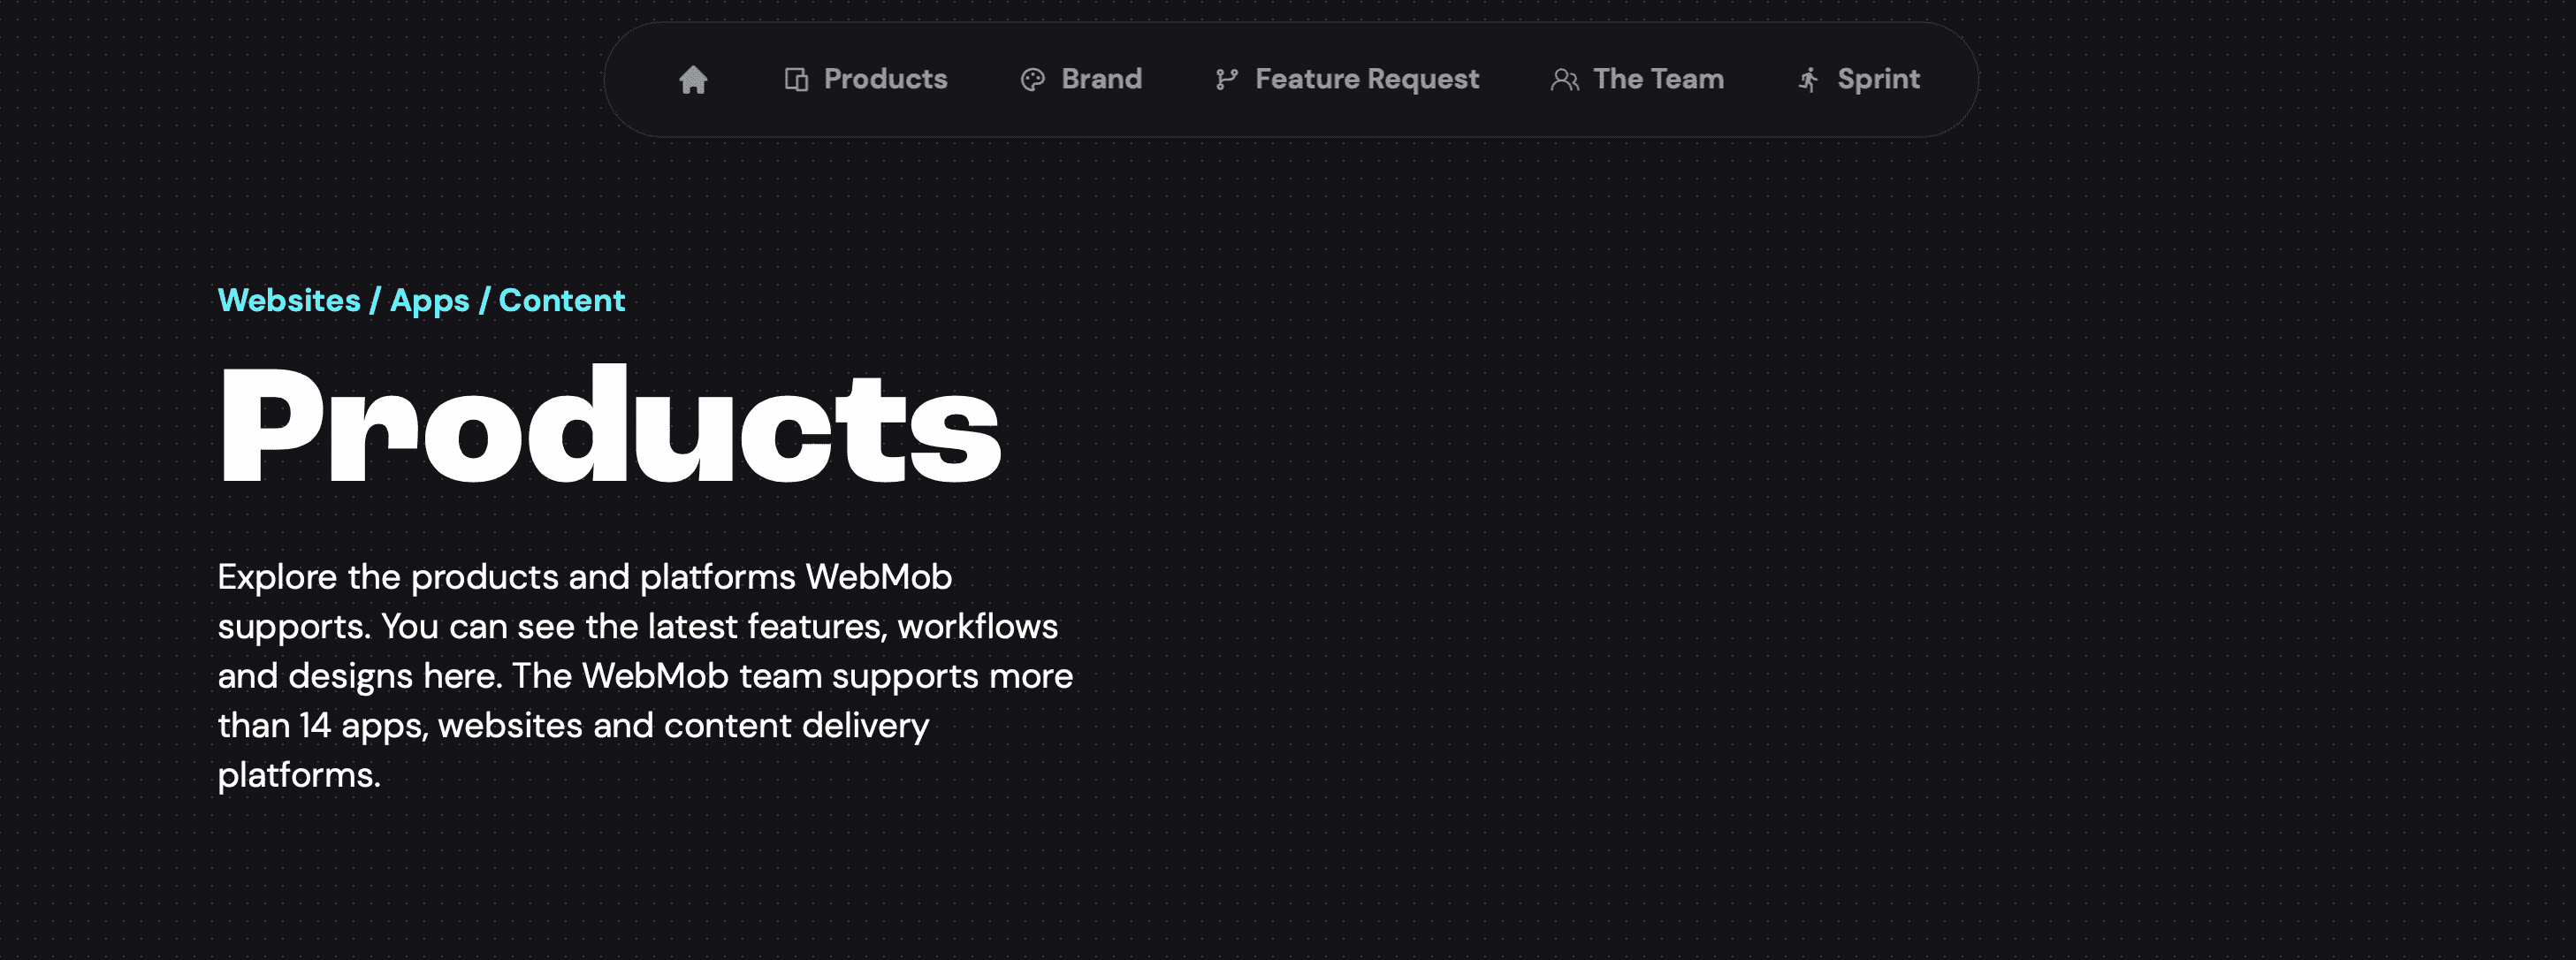 Products Brand Feature Request The Team Sprint
Websites / Apps / Content
Products
Explore the products and platforms WebMob
supports. You can see the latest features, workflows
and designs here. The WebMob team supports more
than 14 apps, websites and content delivery
platforms.